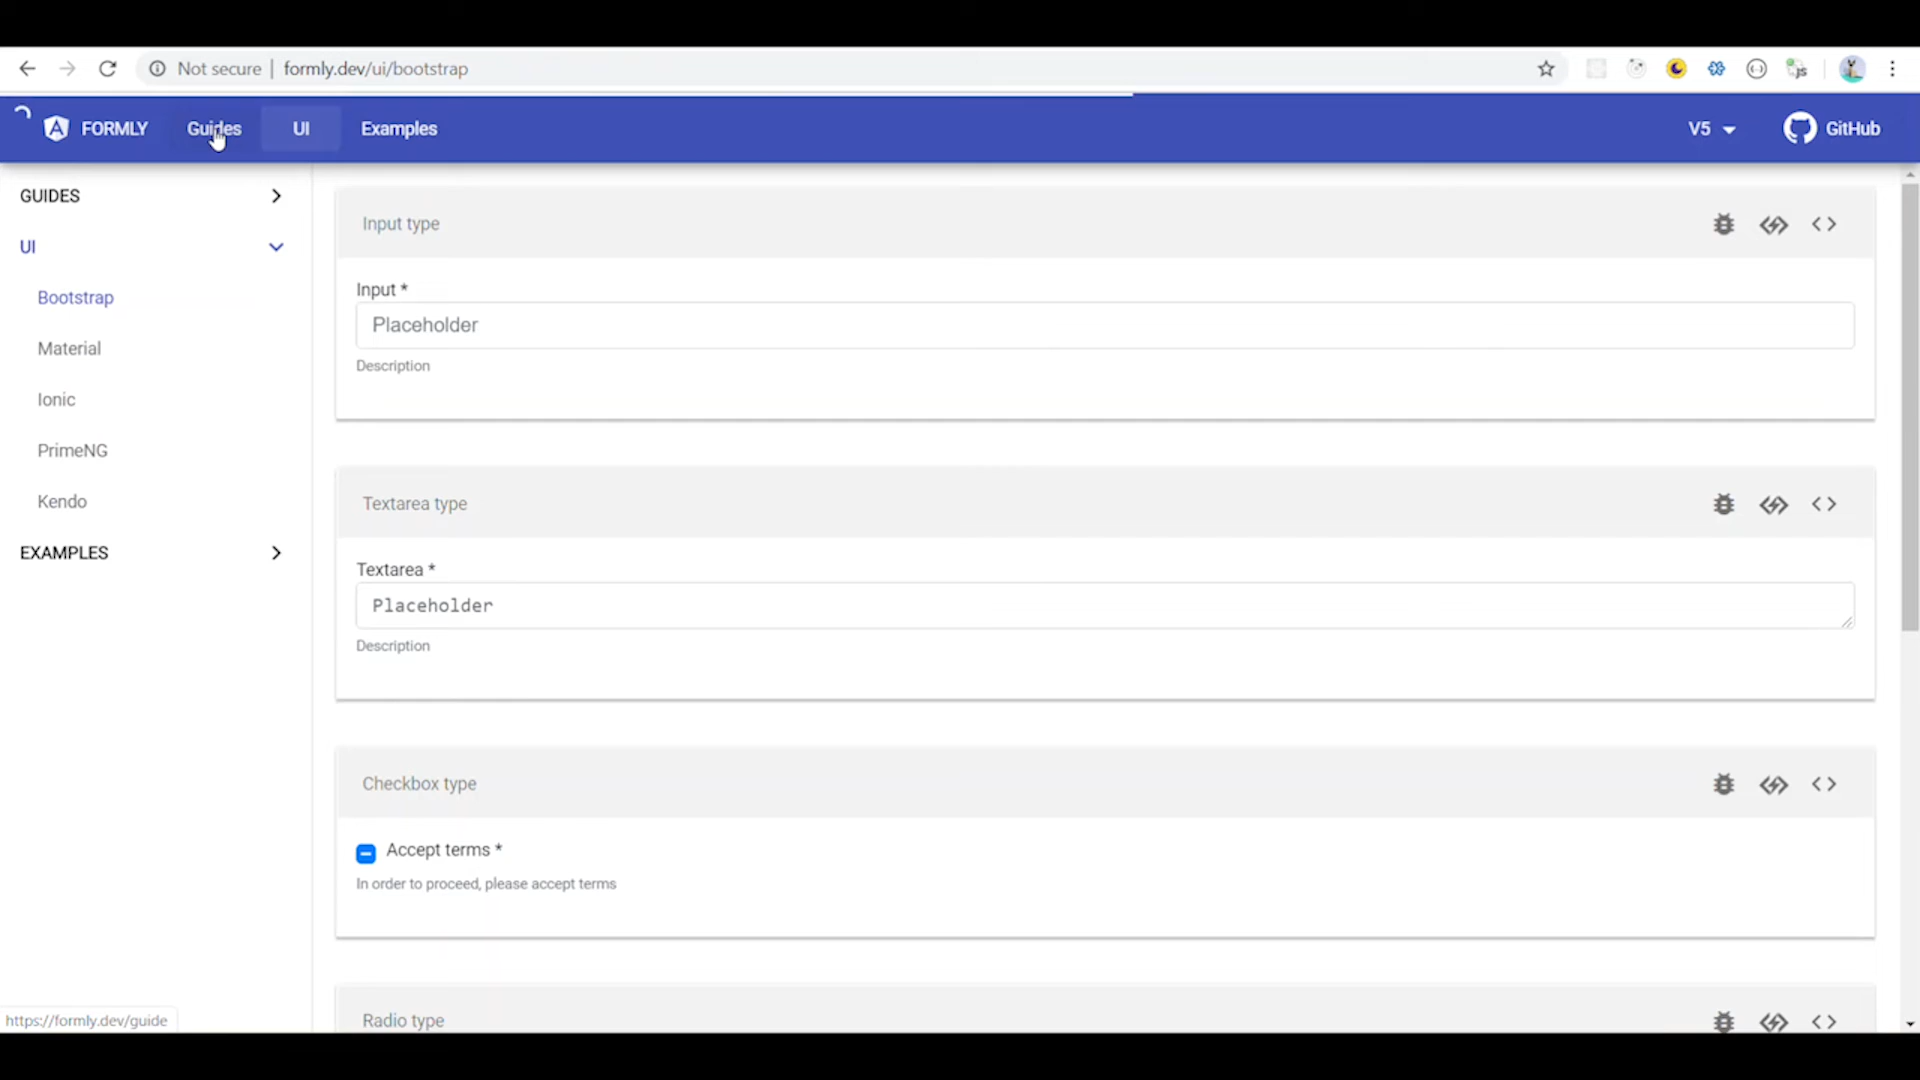 Not secure | formly.dev/ui/bootstrap
FORMLY Guides UI Examples V5 GitHub
GUIDES
UI
Bootstrap
Material
Ionic
PrimeNG
Kendo
EXAMPLES
Input type
Input *
Placeholder
Description
Textarea type
Textarea *
Placeholder
Description
Checkbox type
Accept terms *
In order to proceed, please accept terms
Radio type
https://formly.dev/guide